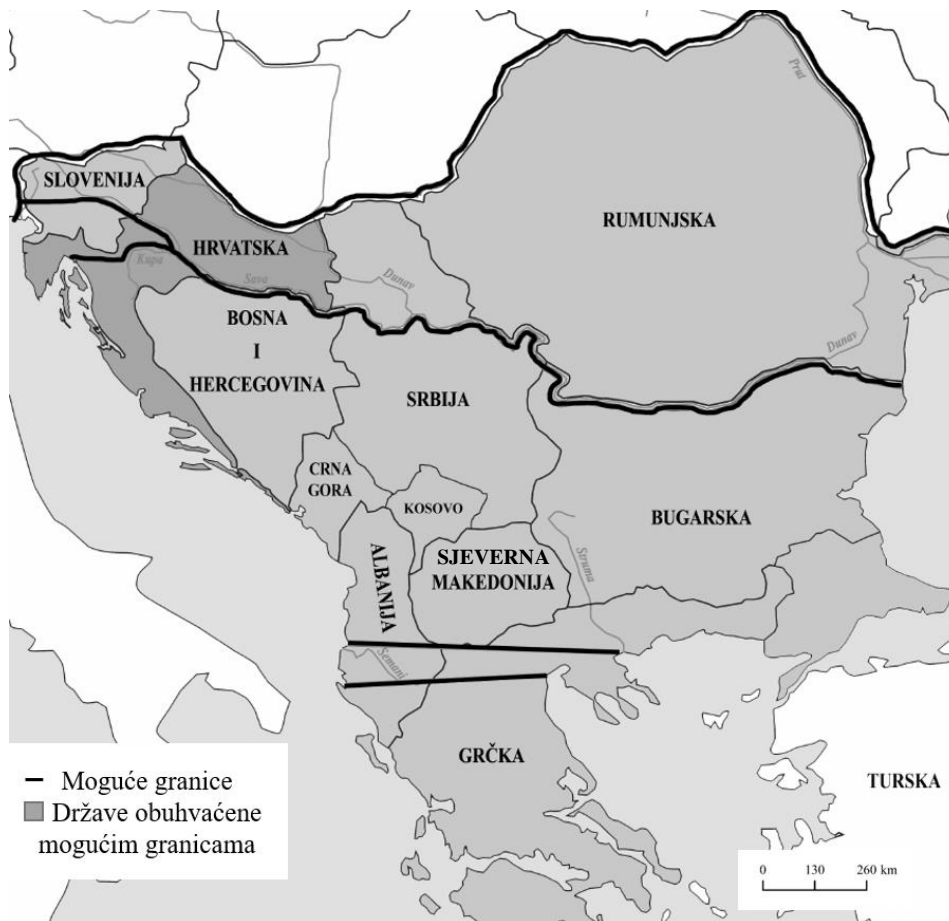 Prut
SLOVENIJA
RUMUNJSKA
HRVATSKA
Kupa
Sava
Dunav
BOSNA
I
HERCEGOVINA
Dunav
SRBIJA
CRNA
GORA
KOSOVO
BUGARSKA
ALBANIJA
SJEVERNA
MAKEDONIJA
Struma
Semani
GRČKA
TURSKA
Moguće granice
Države obuhvaćene
mogućim granicama
0 130 260 km